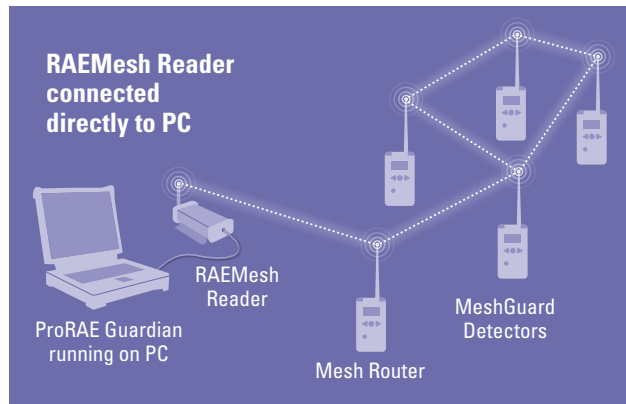 RAEMesh Reader
connected
directly to PC
RAEMesh
Reader
ProRAE Guardian
running on PC
MeshGuard
Detectors
Mesh Router